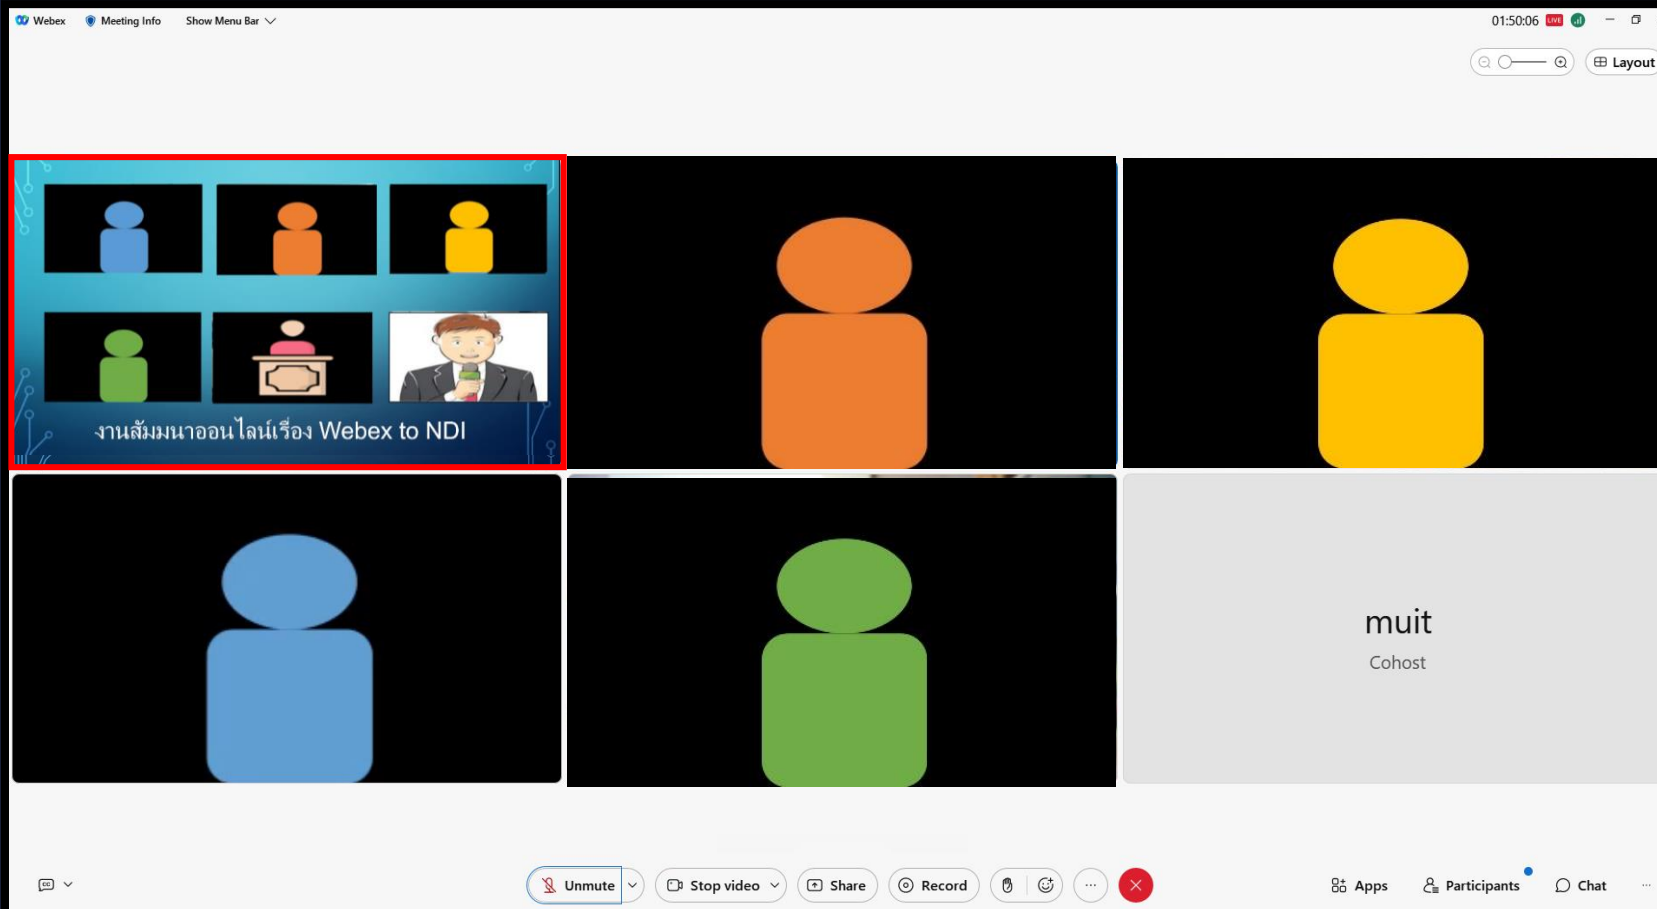 Webex Meeting Info Show Menu Bar 01:50:06 LIVE
Layout
งานสัมมนาออนไลน์เรื่อง Webex to NDI
muit
Cohost
CC Unmute Stop video Share Record Apps Participants Chat